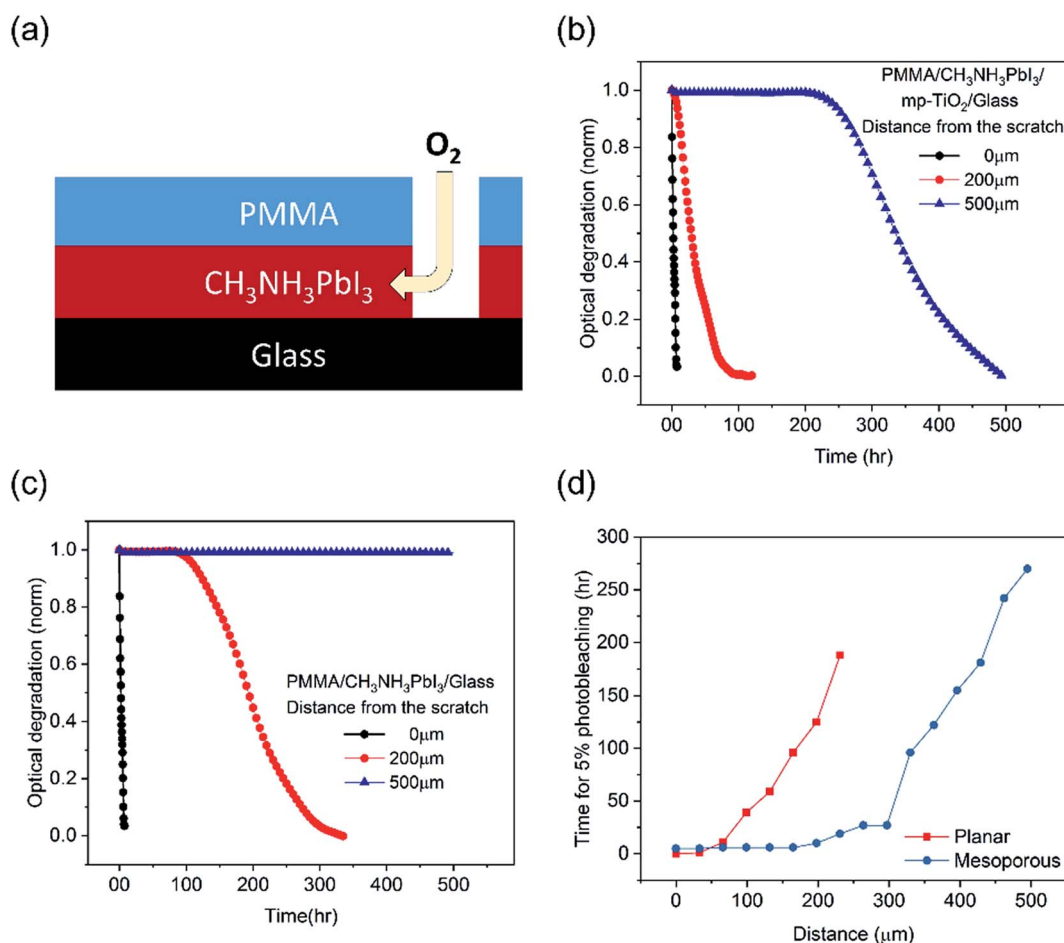 (a)
O₂
PMMA
CH₃NH₃PbI₃
Glass
(b)
PMMA/CH₃NH₃PbI₃/
mp-TiO₂/Glass
Distance from the scratch
0μm
200μm
500μm
Optical degradation (norm)
1.0
0.8
0.6
0.4
0.2
0.0
00 100 200 300 400 500
Time (hr)
(c)
PMMA/CH₃NH₃PbI₃/Glass
Distance from the scratch
0μm
200μm
500μm
Optical degradation (norm)
1.0
0.8
0.6
0.4
0.2
0.0
00 100 200 300 400 500
Time(hr)
(d)
Time for 5% photobleaching (hr)
300
250
200
150
100
50
0
Planar
Mesoporous
0 100 200 300 400 500
Distance (μm)